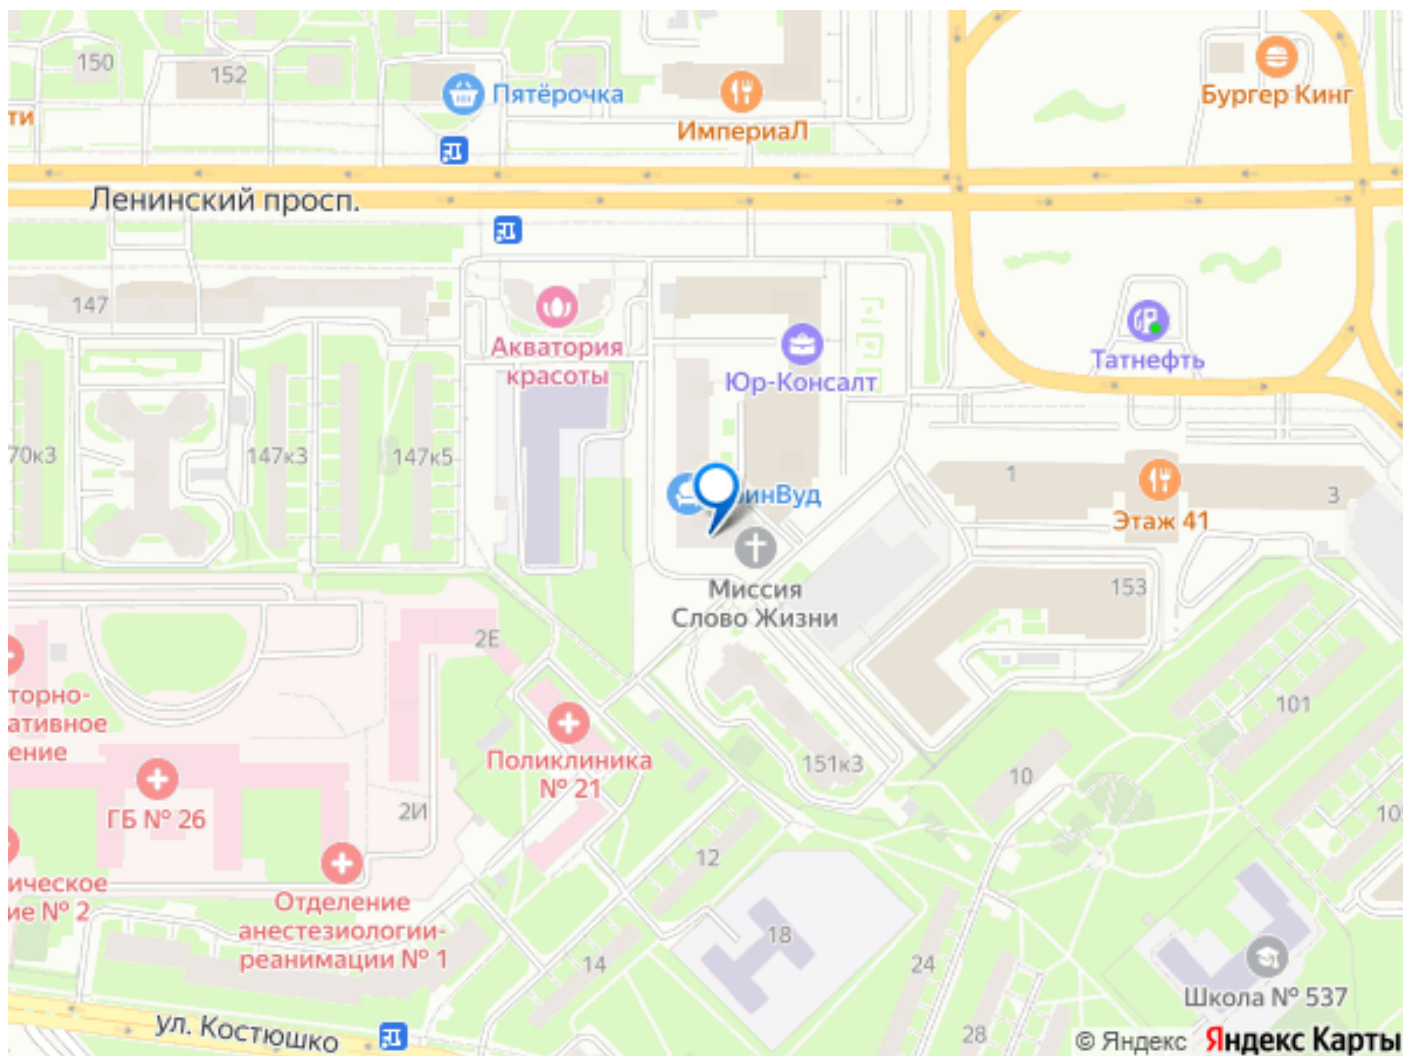 150
152
Пятёрочка
ИмпериаЛ
Бургер Кинг
ти
Ленинский просп.
147
Акватория
красоты
Юр-Консалт
Татнефть
70к3
147к3
147к5
инВуд
1
3
Этаж 41
Миссия
Слово Жизни
153
2Е
торно-
ативное
ение
101
Поликлиника
№ 21
151к3
10
ГБ № 26
2И
10
12
ическое
ие № 2
Отделение
анестезиологии-
реанимации № 1
18
14
24
Школа № 537
ул. Костюшко
28
© Яндекс Яндекс Карты